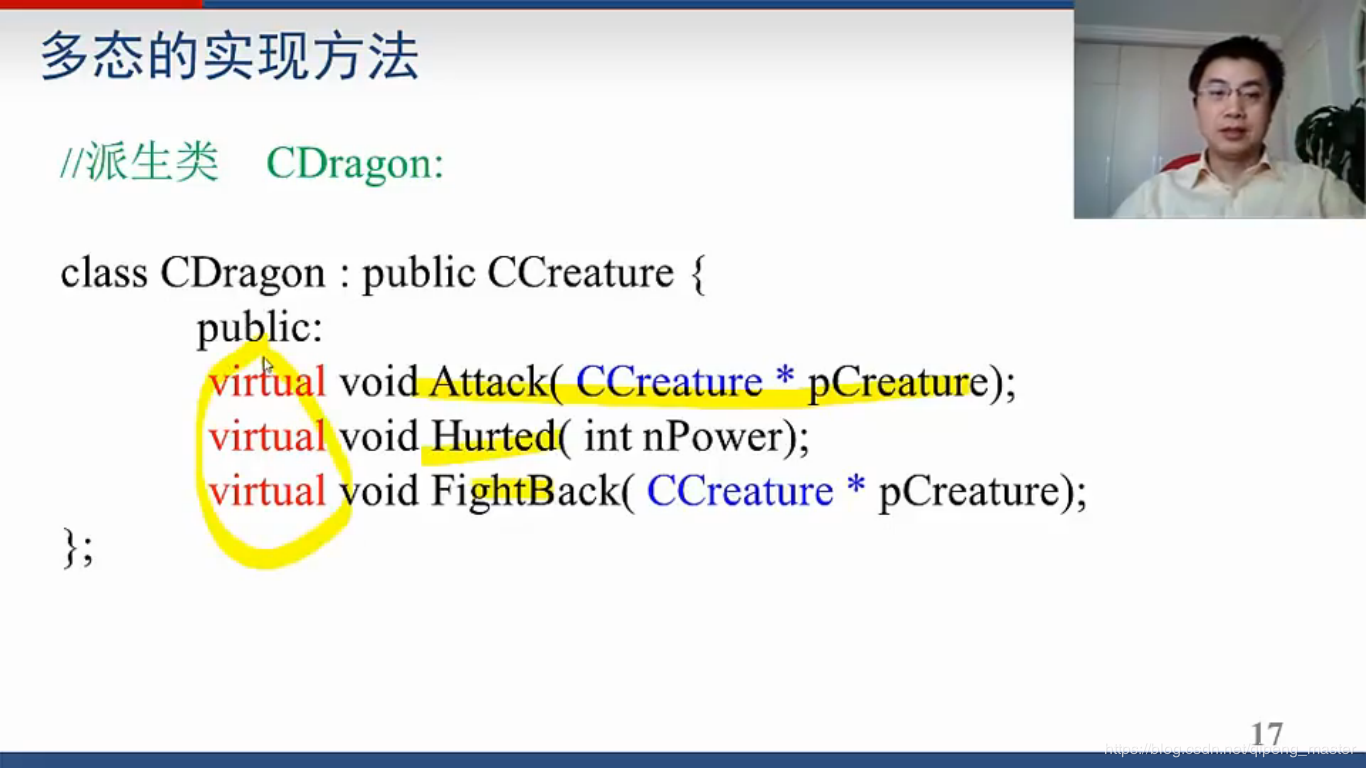 多态的实现方法
//派生类 CDragon:
class CDragon : public CCreature {
public:
virtual void Attack( CCreature * pCreature);
virtual void Hurted( int nPower);
virtual void FightBack( CCreature * pCreature);
};
17
https://blog.csdn.net/qipeng_master